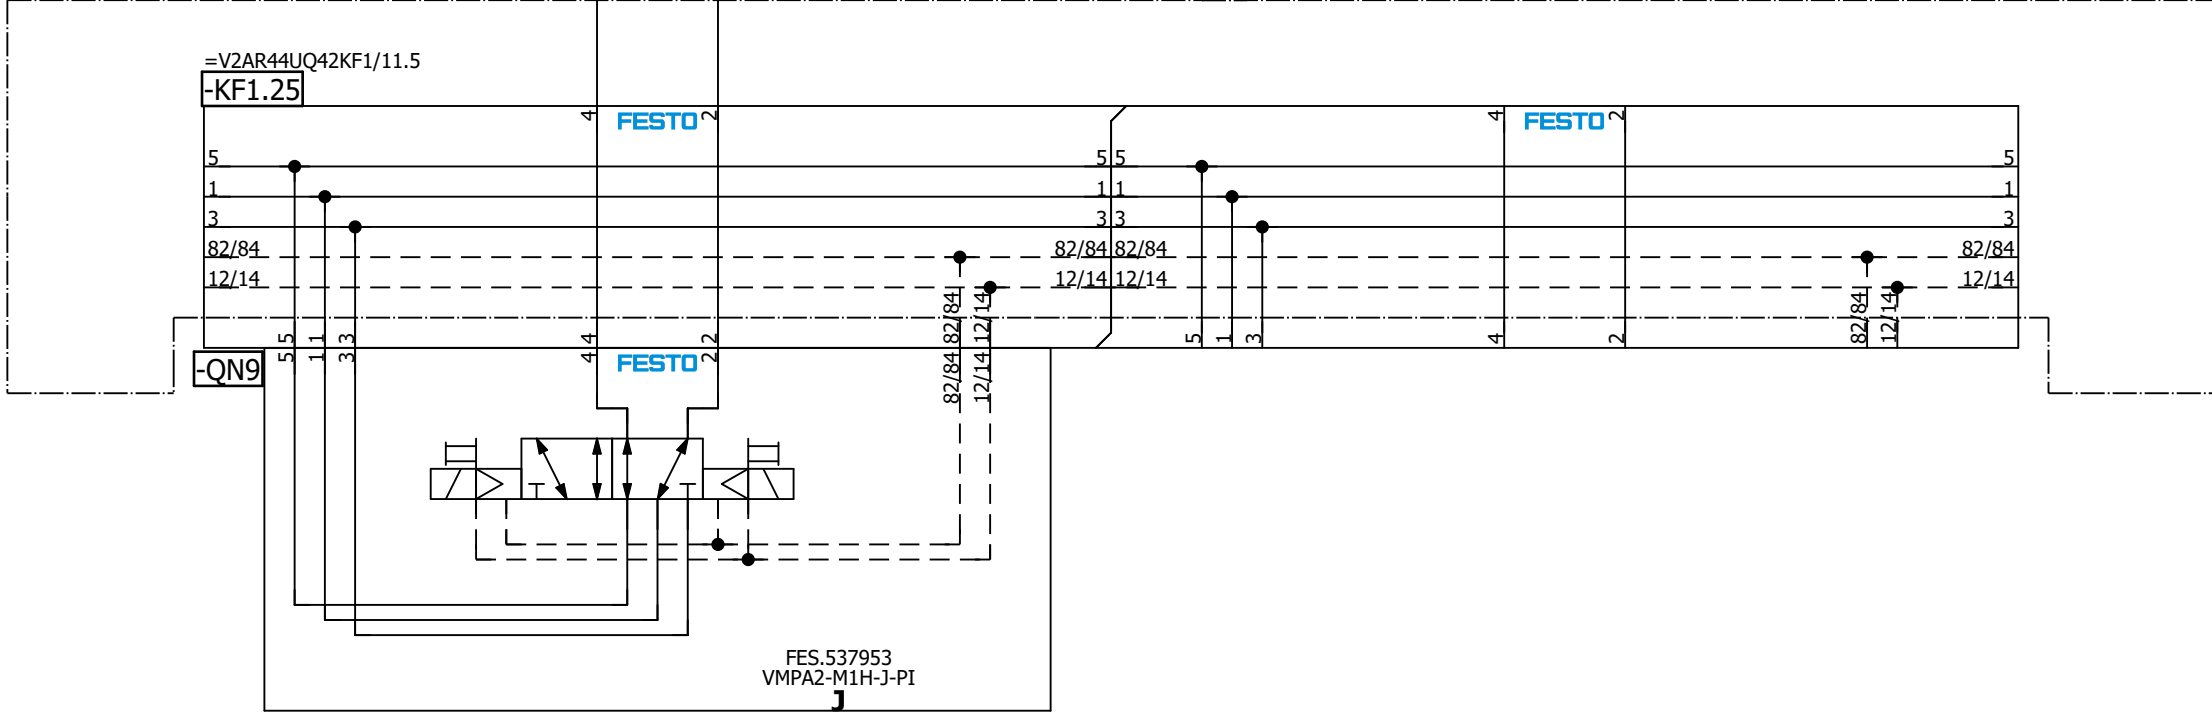 =V2AR44UQ42KF1/11.5
-KF1.25
4 FESTO 2 4 FESTO 2
5 5 5 5
1 1 1 1
3 3 3 3
82/84 82/84 82/84 82/84
12/14 12/14 12/14 12/14
5 1 3 4 2 82/84 12/14 5 1 3 4 2 82/84 12/14
-QN9
5 1 3 4 FESTO 2 82/84 12/14
FES.537953
VMPA2-M1H-J-PI
J